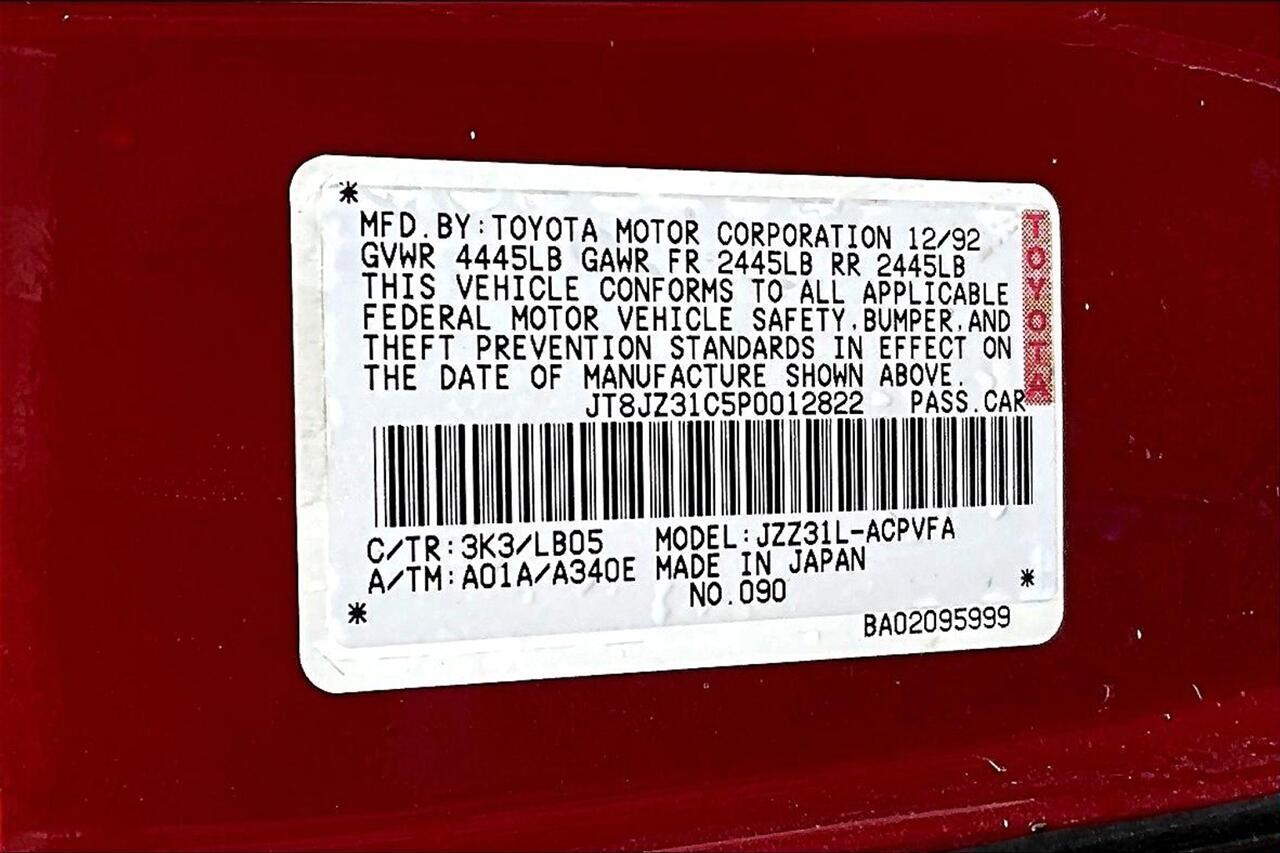 MFD.BY:TOYOTA MOTOR CORPORATION 12/92
GVWR 4445LB GAWR FR 2445LB RR 2445LB
THIS VEHICLE CONFORMS TO ALL APPLICABLE
FEDERAL MOTOR VEHICLE SAFETY,BUMPER,AND
THEFT PREVENTION STANDARDS IN EFFECT ON
THE DATE OF MANUFACTURE SHOWN ABOVE.
JT8JZ31C5P0012822 PASS.CAR
TOYOTA
C/TR:3K3/LB05 MODEL:JZZ31L-ACPVFA
A/TM:A01A/A340E MADE IN JAPAN
NO.090
BA02095999